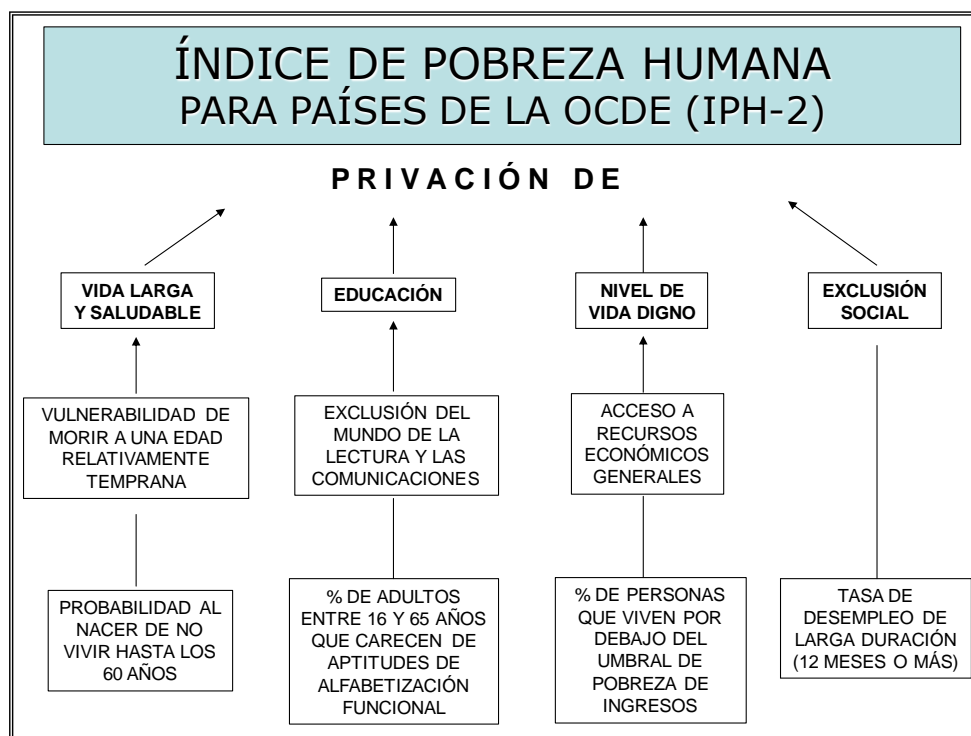 ÍNDICE DE POBREZA HUMANA
PARA PAÍSES DE LA OCDE (IPH-2)
PRIVACIÓN DE
VIDA LARGA
Y SALUDABLE
EDUCACIÓN
NIVEL DE
VIDA DIGNO
EXCLUSIÓN
SOCIAL
VULNERABILIDAD DE
MORIR A UNA EDAD
RELATIVAMENTE
TEMPRANA
EXCLUSIÓN DEL
MUNDO DE LA
LECTURA Y LAS
COMUNICACIONES
ACCESO A
RECURSOS
ECONÓMICOS
GENERALES
PROBABILIDAD AL
NACER DE NO
VIVIR HASTA LOS
60 AÑOS
% DE ADULTOS
ENTRE 16 Y 65 AÑOS
QUE CARECEN DE
APTITUDES DE
ALFABETIZACIÓN
FUNCIONAL
% DE PERSONAS
QUE VIVEN POR
DEBAJO DEL
UMBRAL DE
POBREZA DE
INGRESOS
TASA DE
DESEMPLEO DE
LARGA DURACIÓN
(12 MESES O MÁS)